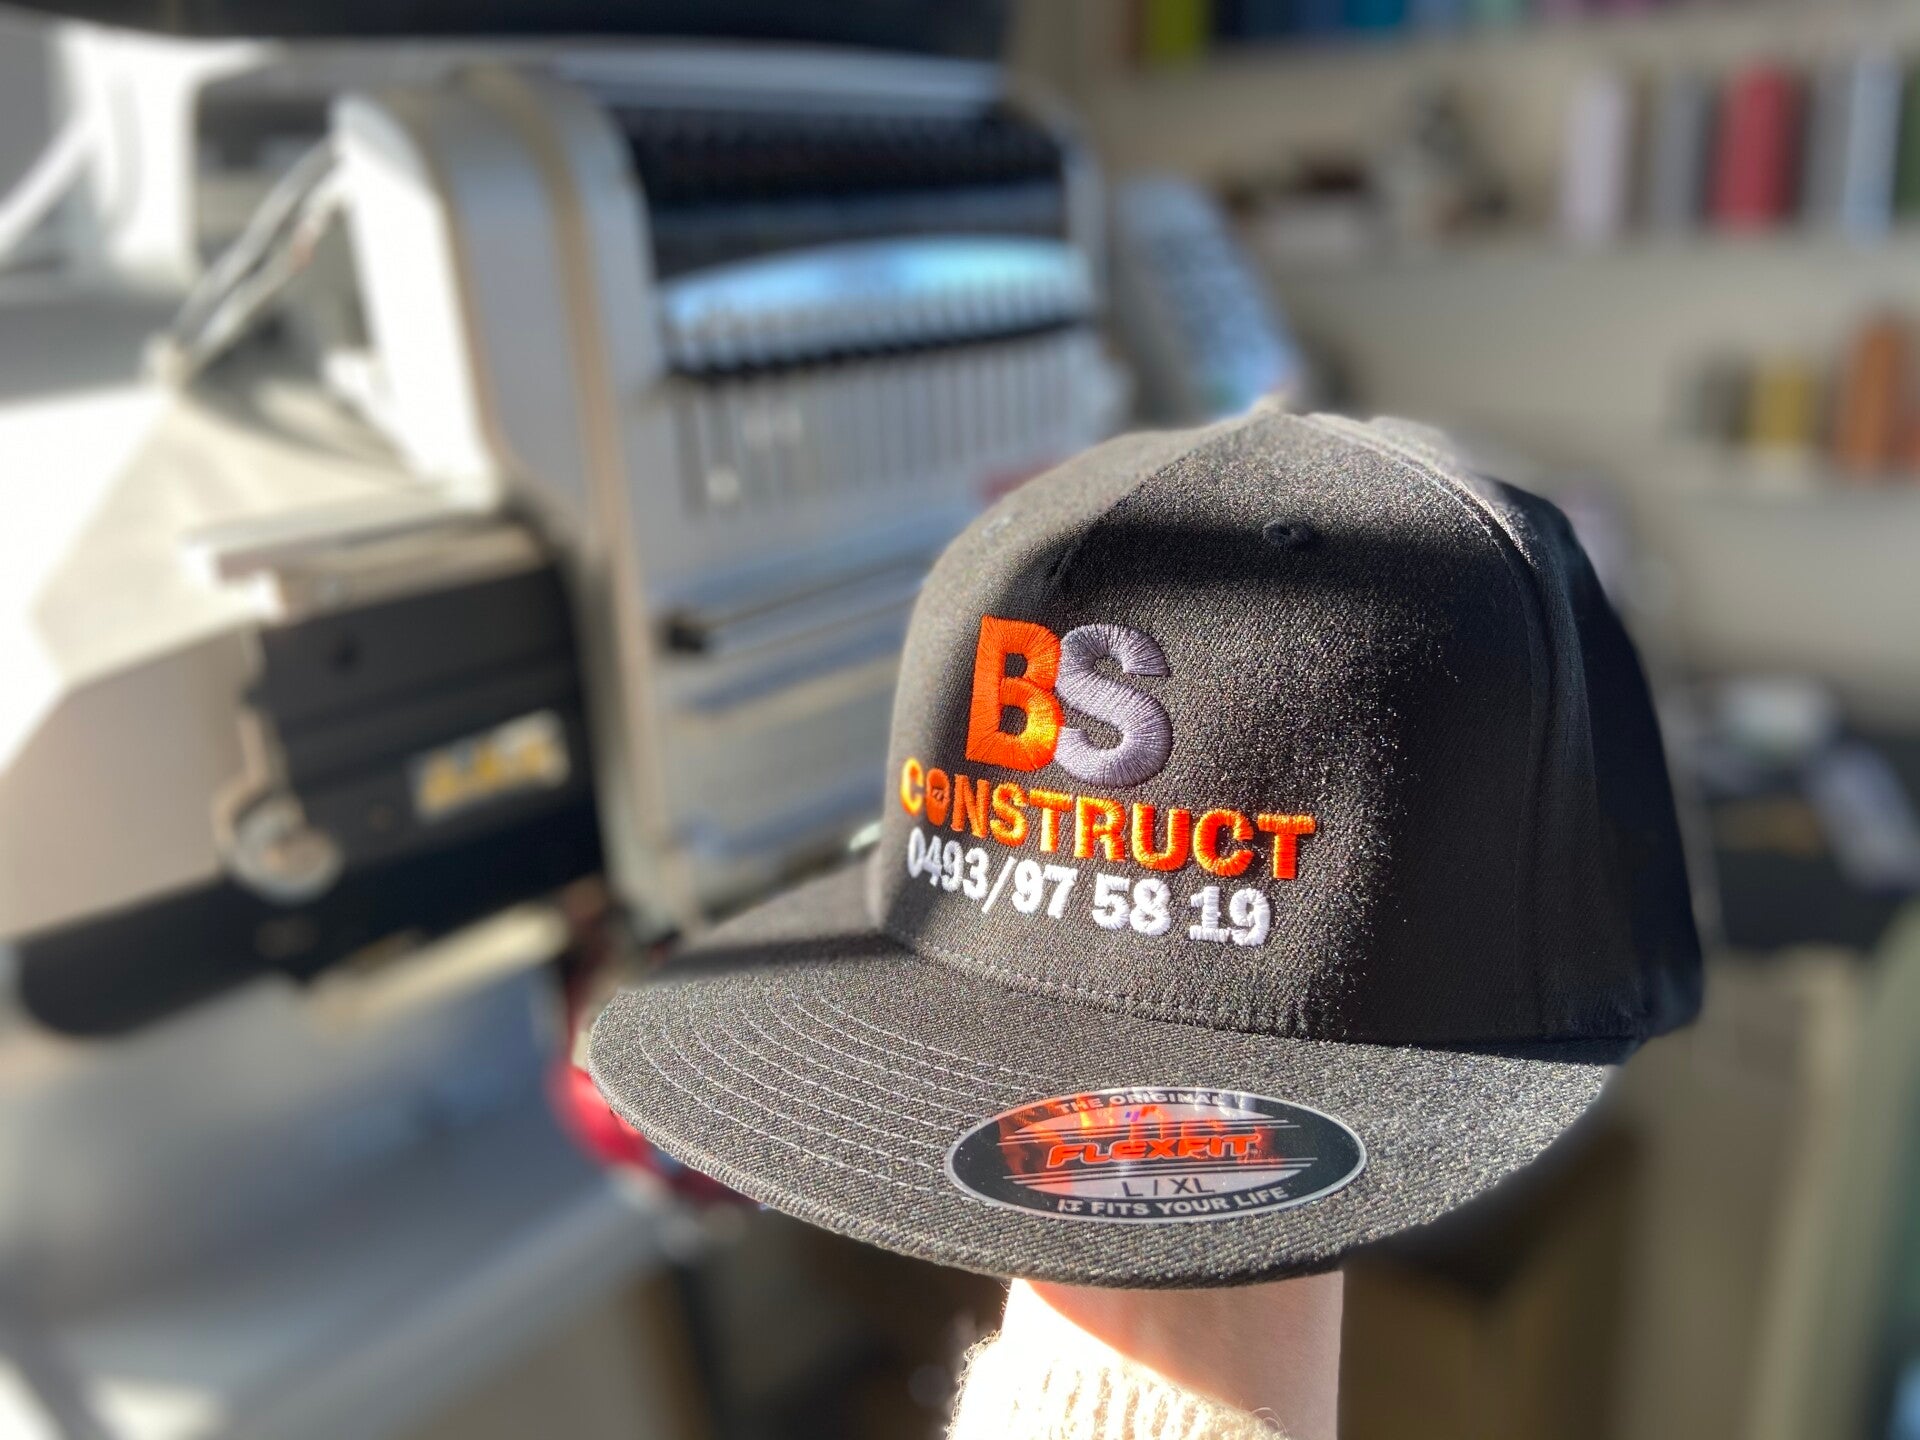 BS
CONSTRUCT
0493/97 58 19
THE ORIGINAL
FLEXFIT
L / XL
IT FITS YOUR LIFE